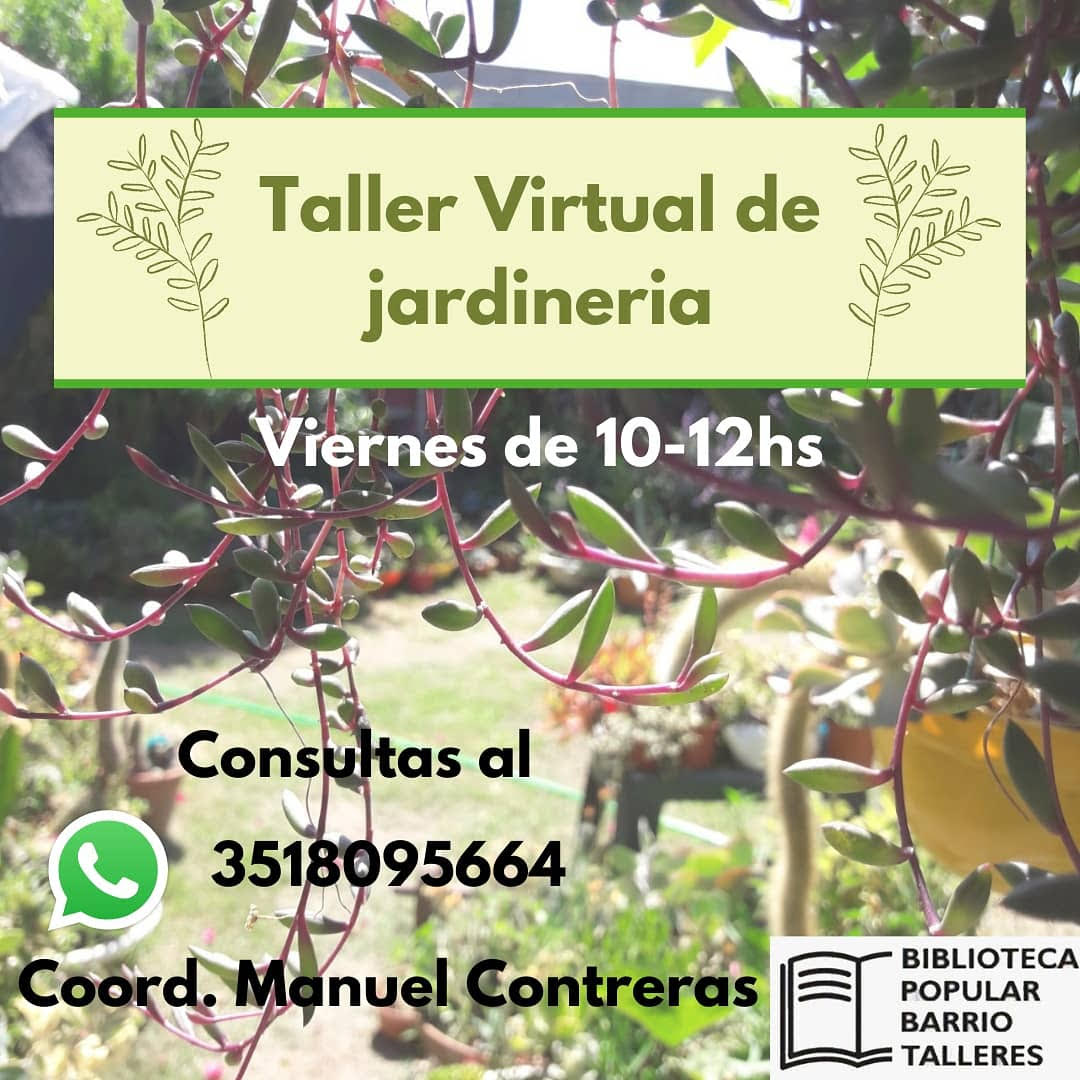 Taller Virtual de
jardineria
Viernes de 10-12hs
Consultas al
3518095664
Coord. Manuel Contreras
BIBLIOTECA
POPULAR
BARRIO
TALLERES